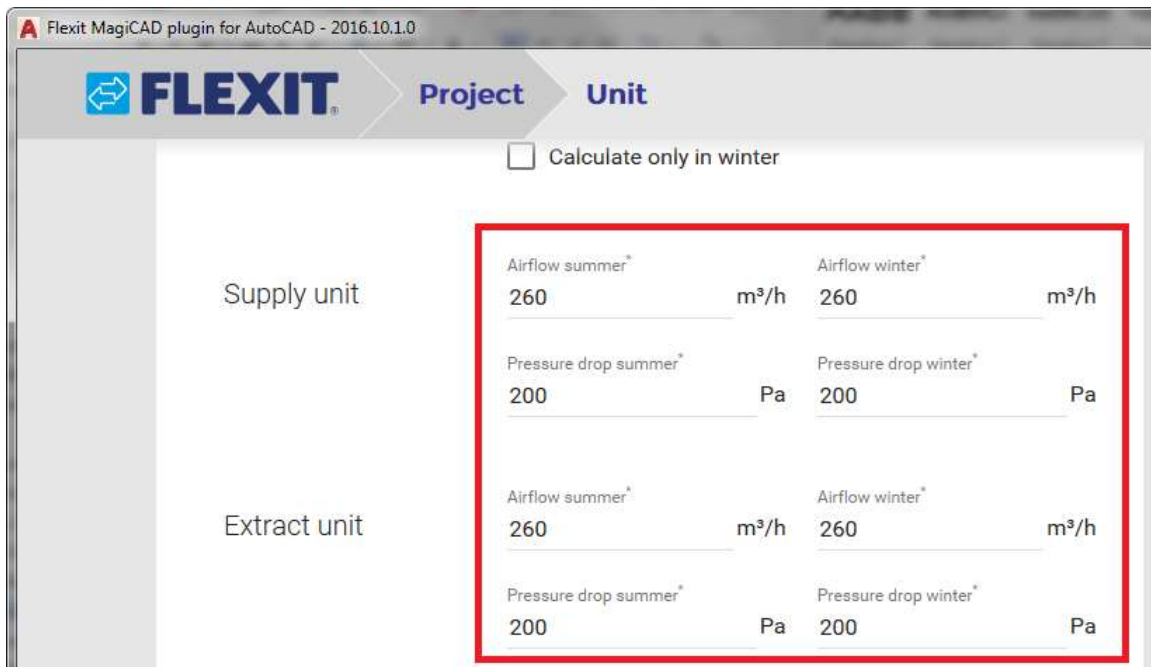 Flexit MagiCAD plugin for AutoCAD - 2016.10.1.0
FLEXIT® Project Unit
Calculate only in winter
Airflow summer* Airflow winter*
Supply unit 260 m³/h 260 m³/h
Pressure drop summer* Pressure drop winter*
200 Pa 200 Pa
Airflow summer* Airflow winter*
Extract unit 260 m³/h 260 m³/h
Pressure drop summer* Pressure drop winter*
200 Pa 200 Pa